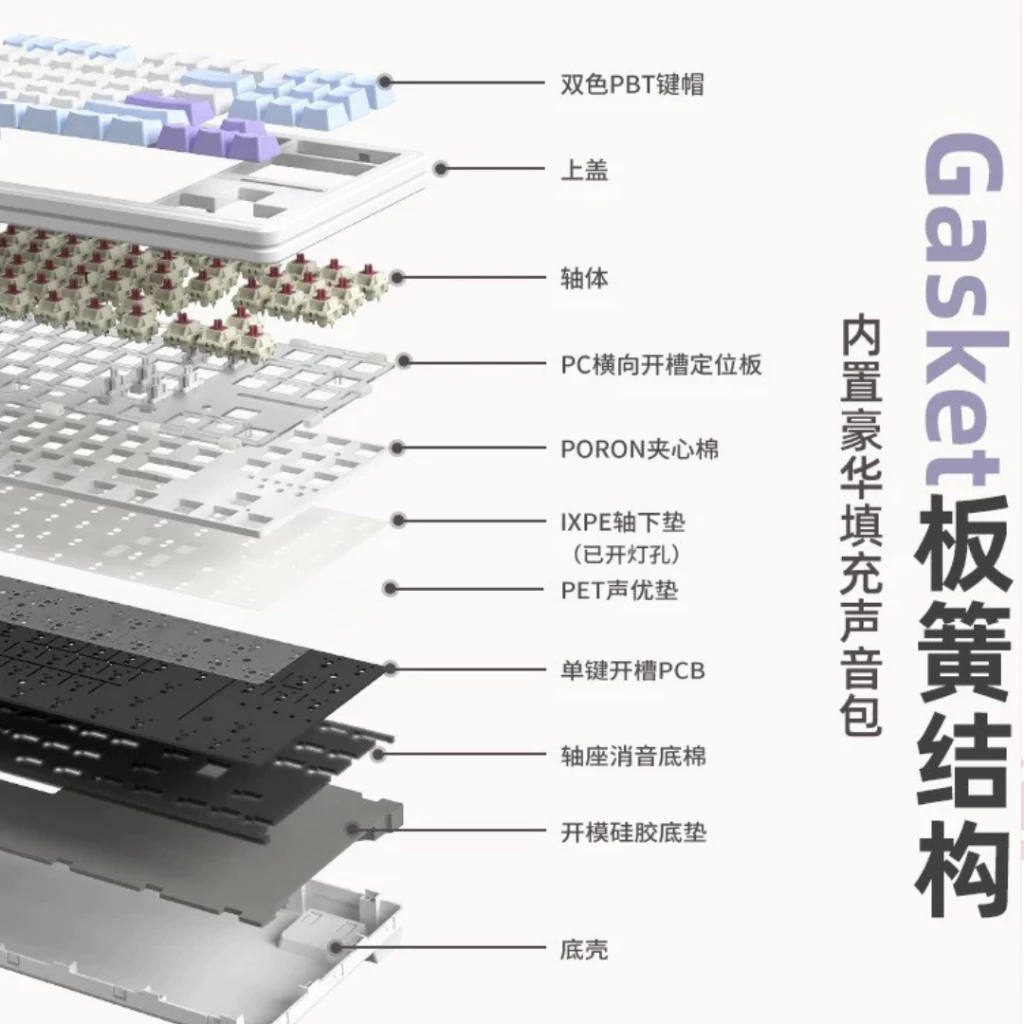 双色PBT键帽
上盖
轴体
PC横向开槽定位板
PORON夹心棉
IXPE轴下垫
（已开灯孔）
PET声优垫
单键开槽PCB
轴座消音底棉
开模硅胶底垫
底壳
Gasket板簧结构
内置豪华填充声音包